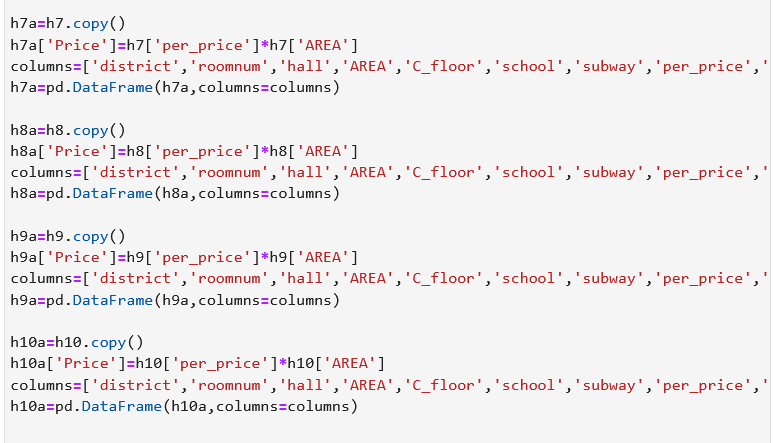 h7a=h7.copy()
h7a['Price']=h7['per_price']*h7['AREA']
columns=['district','roomnum','hall','AREA','C_floor','school','subway','per_price','
h7a=pd.DataFrame(h7a,columns=columns)
h8a=h8.copy()
h8a['Price']=h8['per_price']*h8['AREA']
columns=['district','roomnum','hall','AREA','C_floor','school','subway','per_price','
h8a=pd.DataFrame(h8a,columns=columns)
h9a=h9.copy()
h9a['Price']=h9['per_price']*h9['AREA']
columns=['district','roomnum','hall','AREA','C_floor','school','subway','per_price','
h9a=pd.DataFrame(h9a,columns=columns)
h10a=h10.copy()
h10a['Price']=h10['per_price']*h10['AREA']
columns=['district','roomnum','hall','AREA','C_floor','school','subway','per_price','
h10a=pd.DataFrame(h10a,columns=columns)